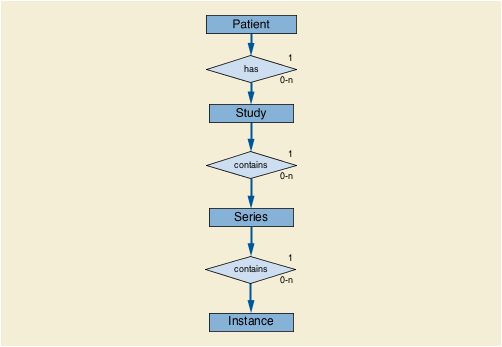 Patient
1
has
0-n
Study
1
contains
0-n
Series
1
contains
0-n
Instance